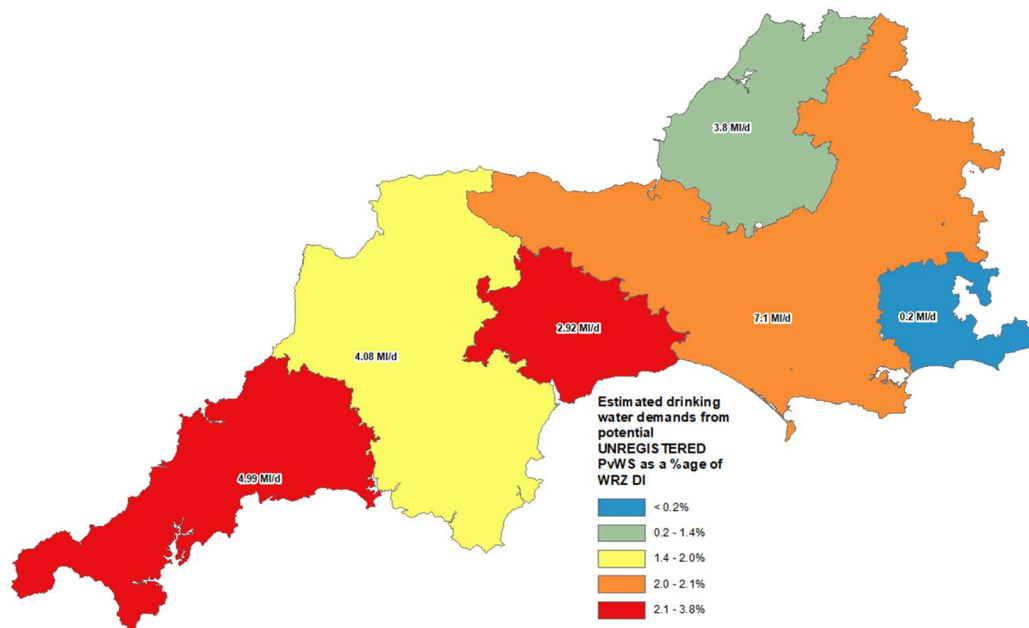 3.8 Ml/d
7.1 Ml/d
0.2 Ml/d
2.92 Ml/d
4.08 Ml/d
4.99 Ml/d
Estimated drinking
water demands from
potential
UNREGISTERED
PvWS as a %age of
WRZ DI
< 0.2%
0.2 - 1.4%
1.4 - 2.0%
2.0 - 2.1%
2.1 - 3.8%